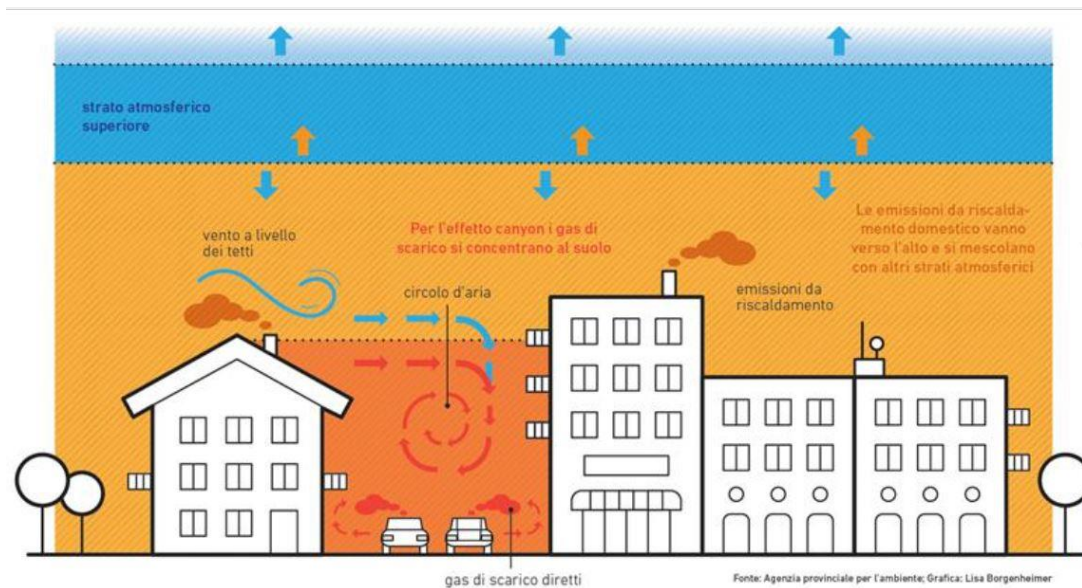 strato atmosferico
superiore
vento a livello
dei tetti
Per l'effetto canyon i gas di
scarico si concentrano al suolo
circolo d'aria
emissioni da
riscaldamento
Le emissioni da riscalda-
mento domestico vanno
verso l'alto e si mescolano
con altri strati atmosferici
gas di scarico diretti
Fonte: Agenzia provinciale per l'ambiente; Grafica: Lisa Borgenheimer